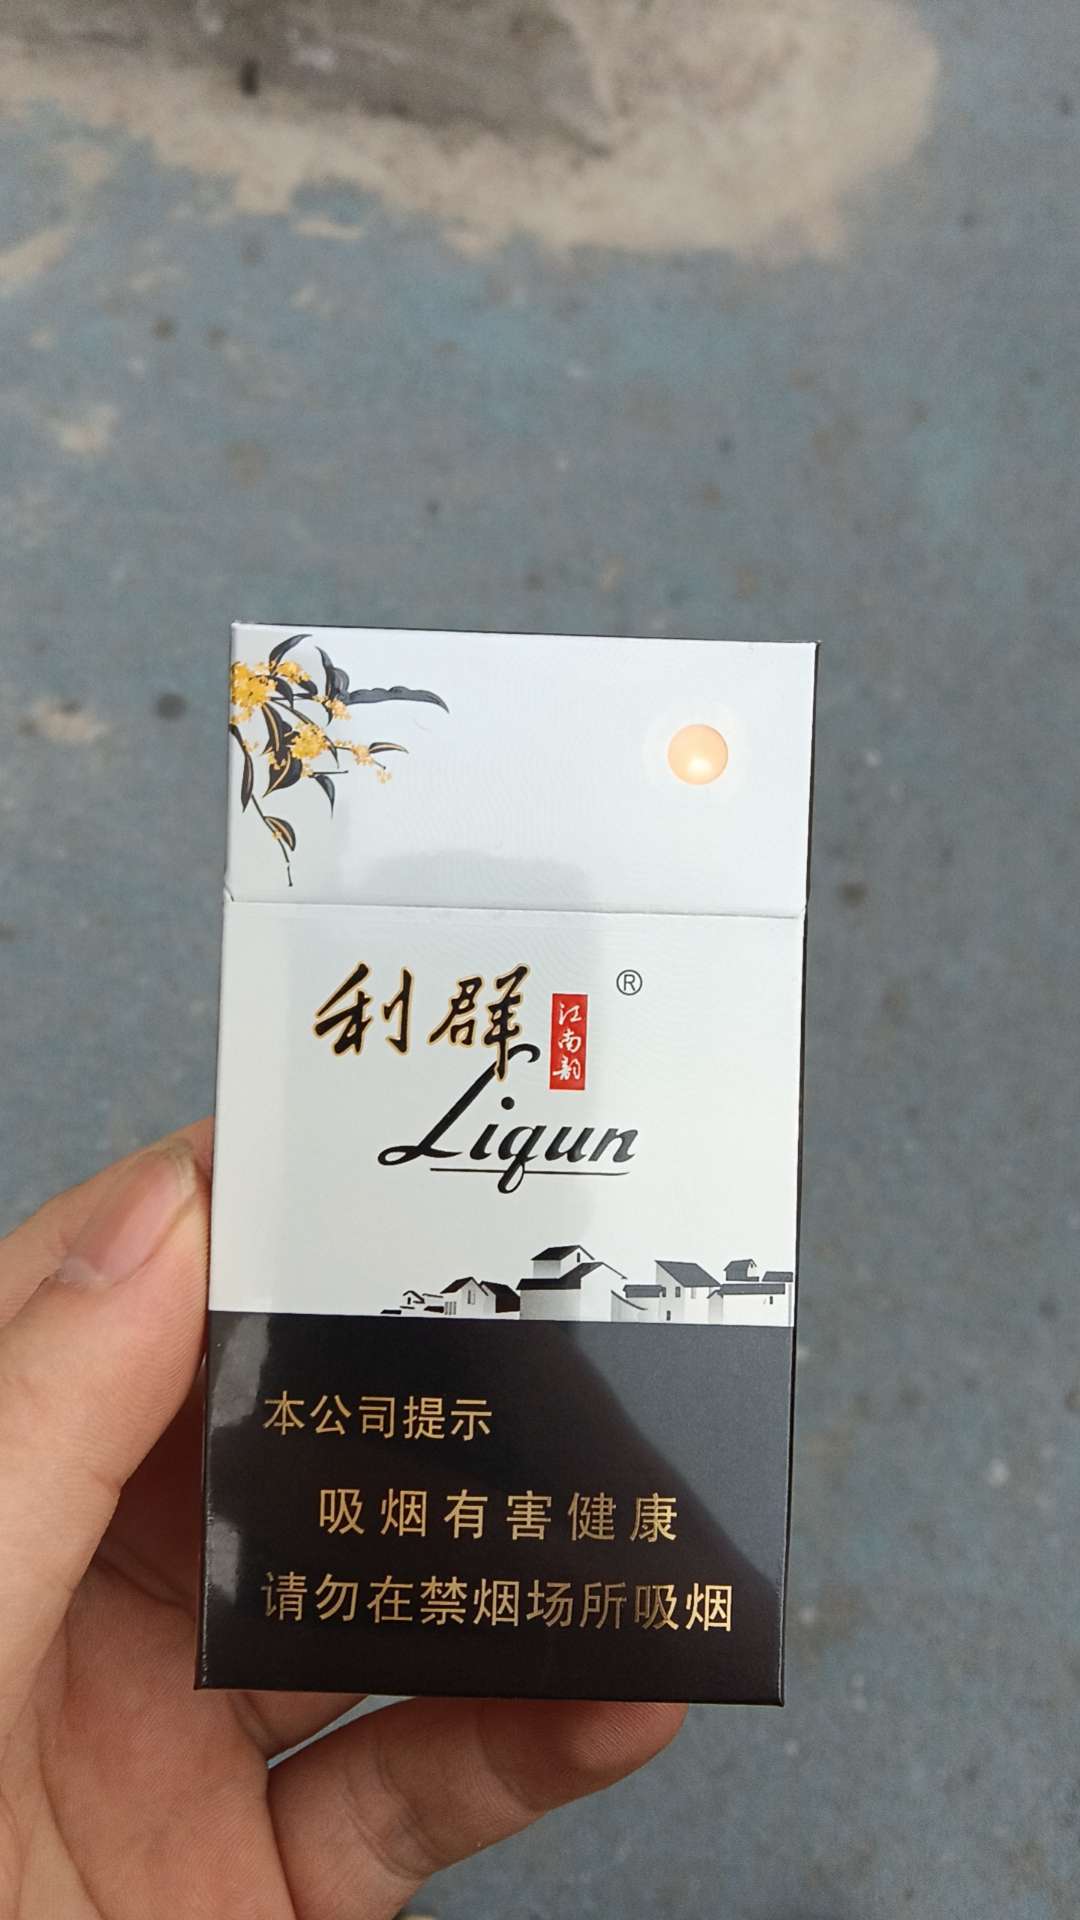 利群
江南韵
®
Liqun
本公司提示
吸烟有害健康
请勿在禁烟场所吸烟